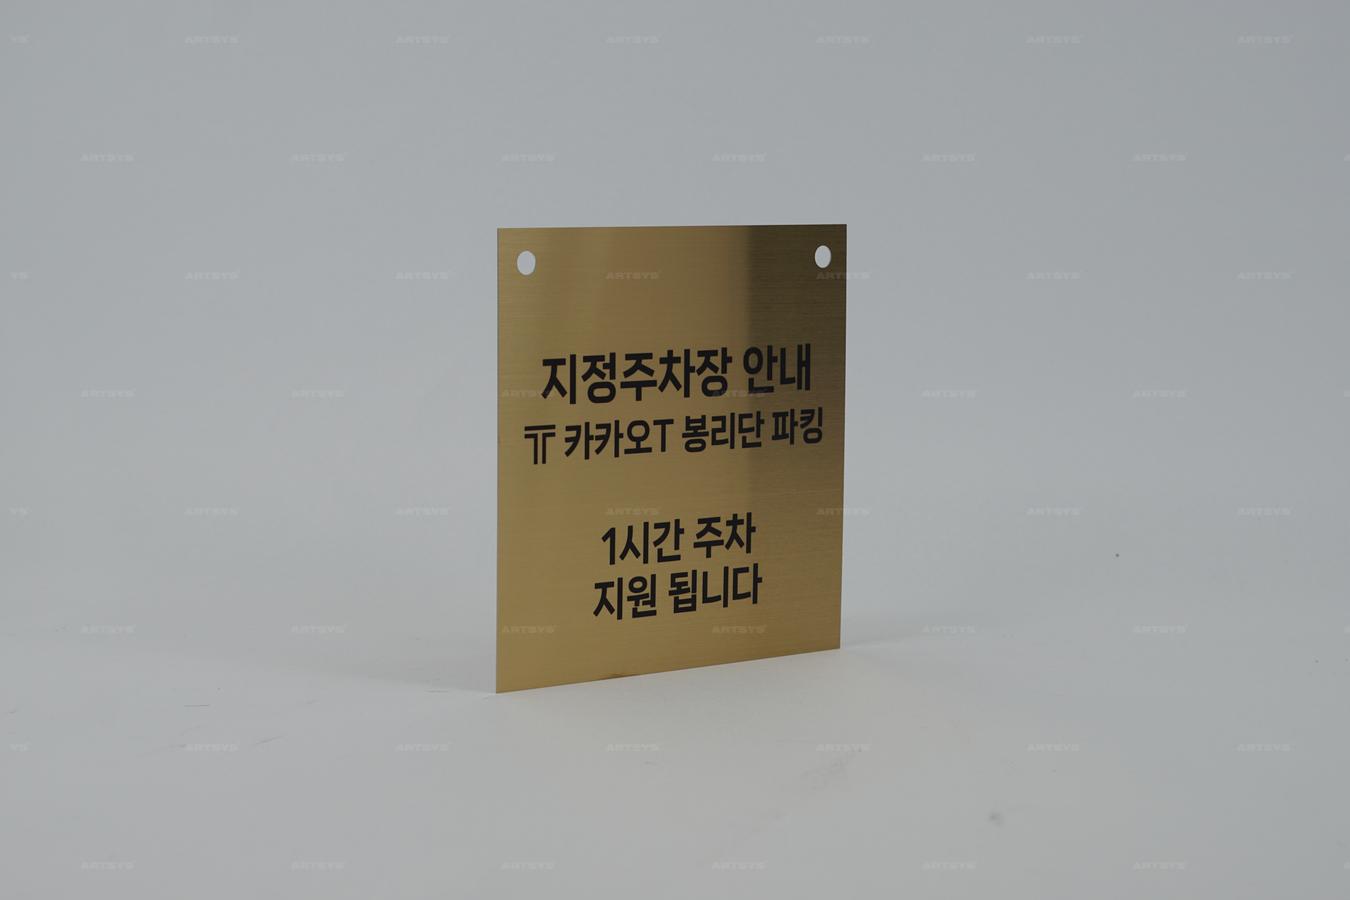 지정주차장 안내
카카오T 봉리단 파킹
1시간 주차
지원 됩니다
ARTSYS